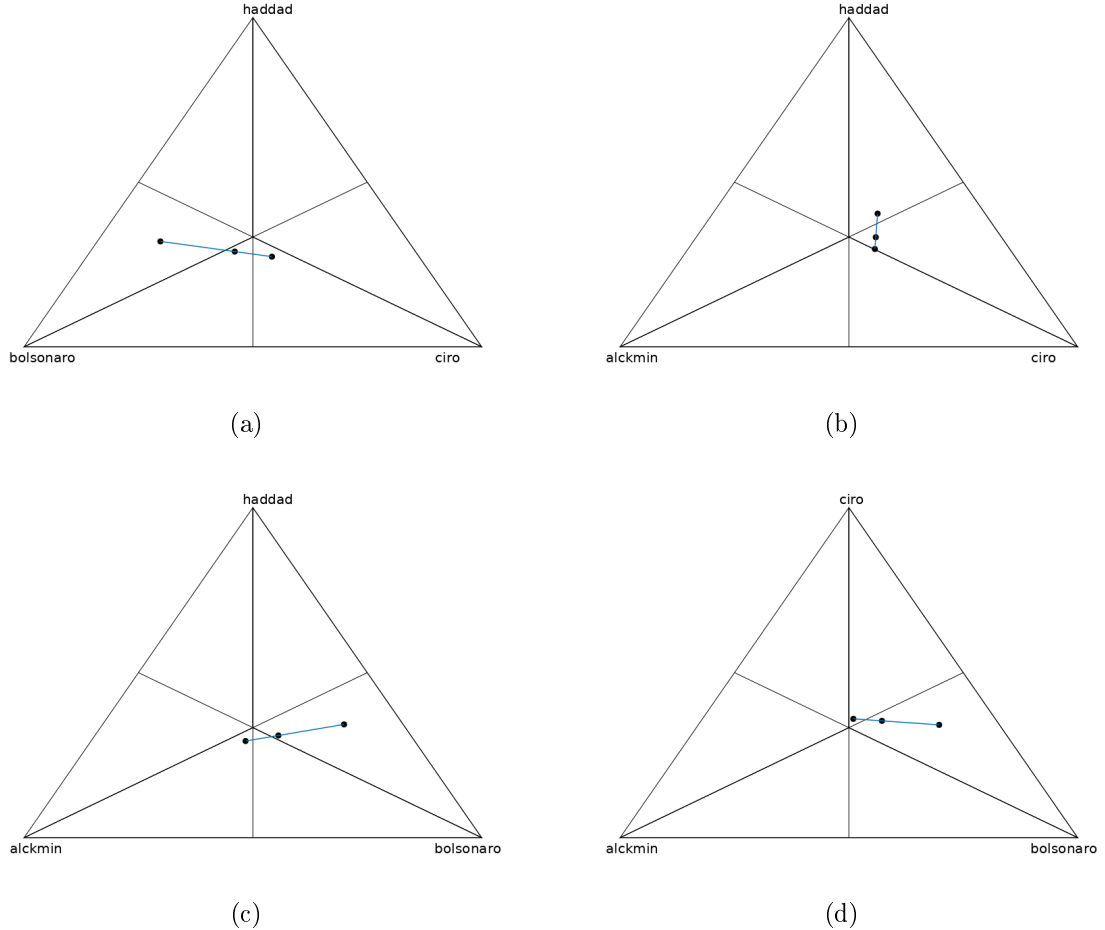 haddad
haddad
bolsonaro
ciro
alckmin
ciro
(a)
(b)
haddad
ciro
alckmin
bolsonaro
alckmin
bolsonaro
(c)
(d)